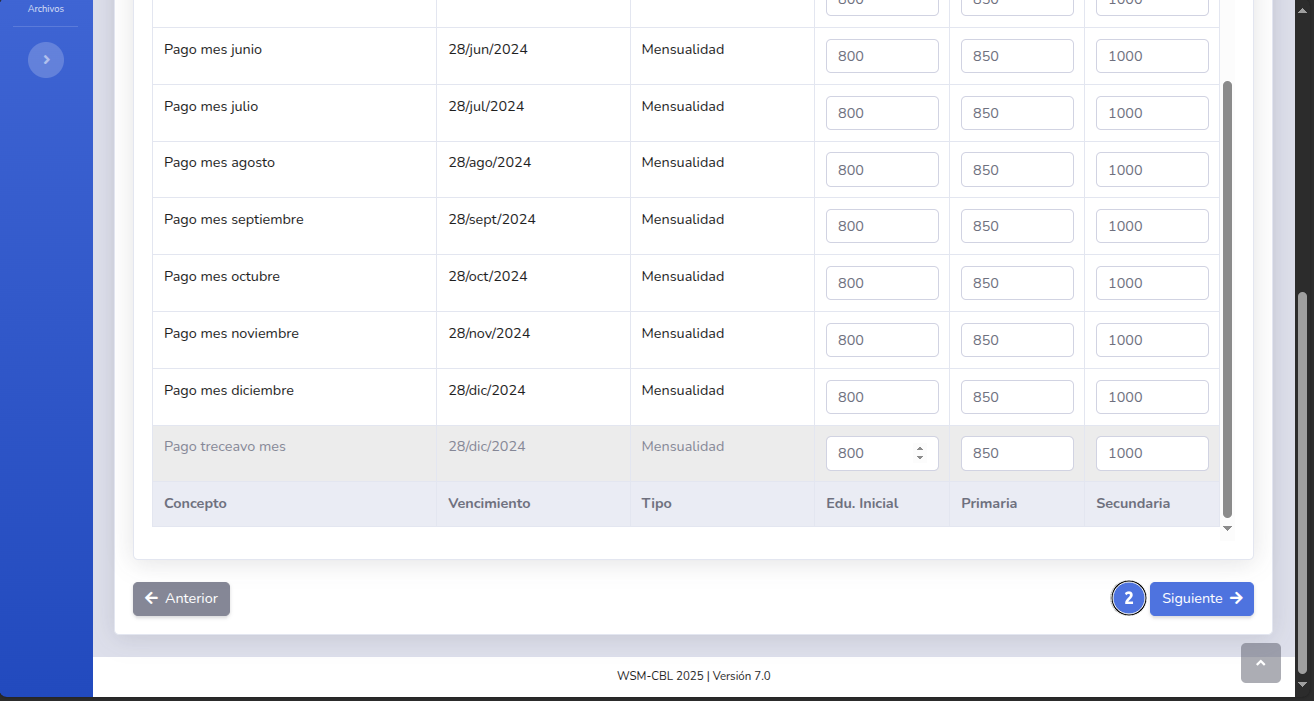 Archivos
800 850 1000
Pago mes junio 28/jun/2024 Mensualidad 800 850 1000
Pago mes julio 28/jul/2024 Mensualidad 800 850 1000
Pago mes agosto 28/ago/2024 Mensualidad 800 850 1000
Pago mes septiembre 28/sept/2024 Mensualidad 800 850 1000
Pago mes octubre 28/oct/2024 Mensualidad 800 850 1000
Pago mes noviembre 28/nov/2024 Mensualidad 800 850 1000
Pago mes diciembre 28/dic/2024 Mensualidad 800 850 1000
Pago treceavo mes 28/dic/2024 Mensualidad 800 850 1000
Concepto Vencimiento Tipo Edu. Inicial Primaria Secundaria
Anterior 2 Siguiente
WSM-CBL 2025 | Versión 7.0